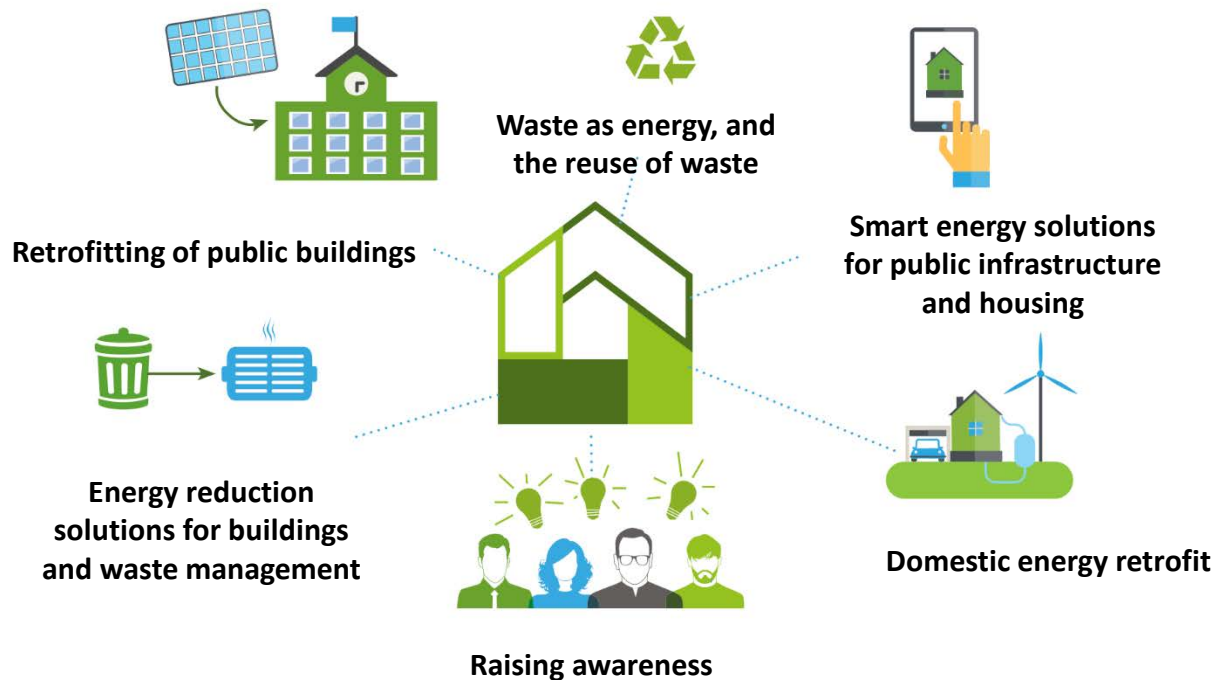 Waste as energy, and
the reuse of waste
Retrofitting of public buildings
Smart energy solutions
for public infrastructure
and housing
Energy reduction
solutions for buildings
and waste management
Domestic energy retrofit
Raising awareness